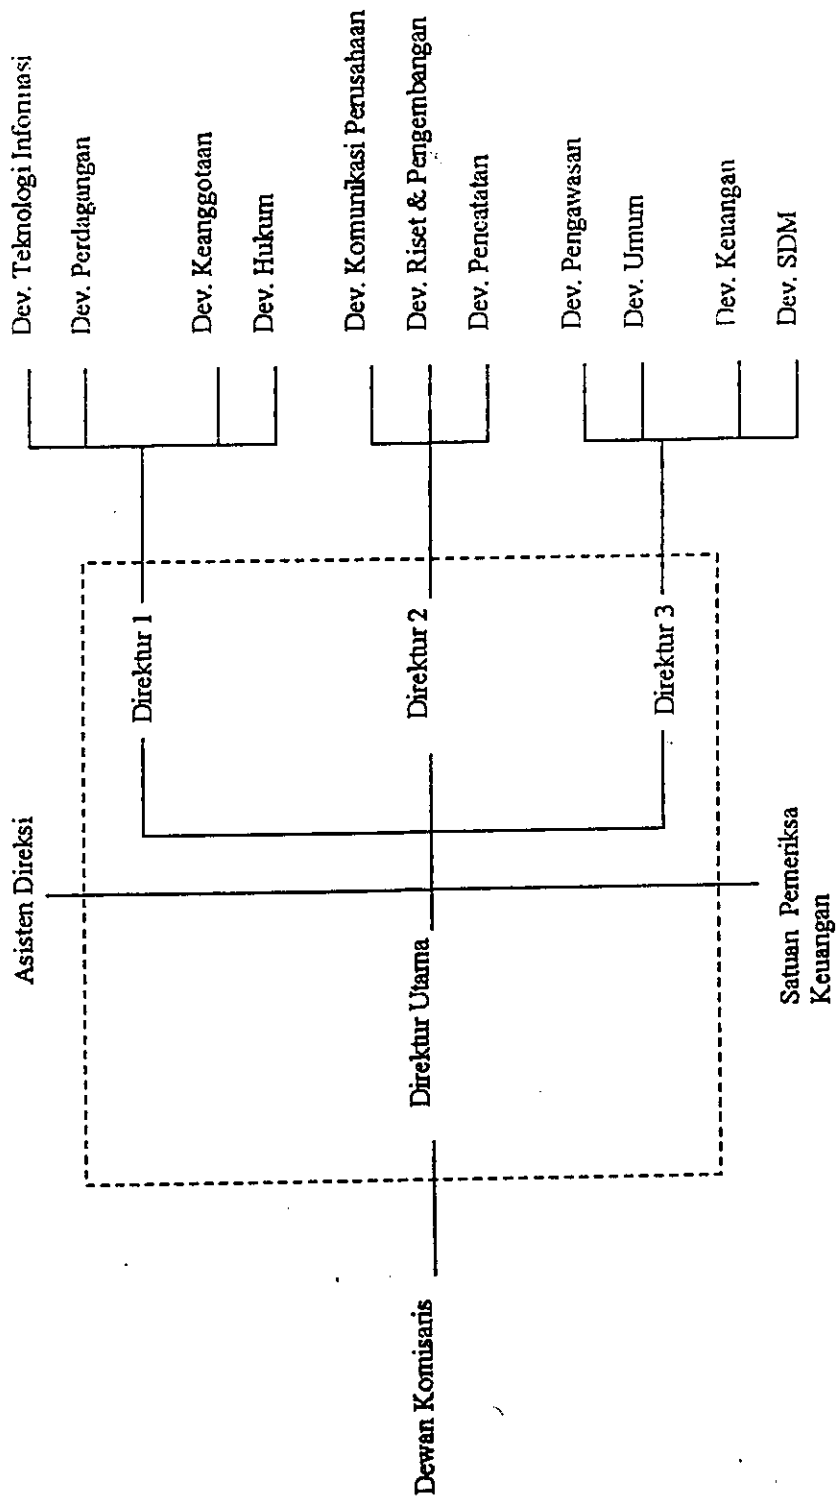 Dewan Komisaris
Direktur Utama
Asisten Direksi
Satuan Pemeriksa
Keuangan
Direktur 1
Direktur 2
Direktur 3
Dev. Teknologi Informasi
Dev. Perdagungan
Dev. Keanggotaan
Dev. Hukum
Dev. Komunikasi Perusahaan
Dev. Riset & Pengembangan
Dev. Pencatatan
Dev. Pengawasan
Dev. Umum
Dev. Keuangan
Dev. SDM